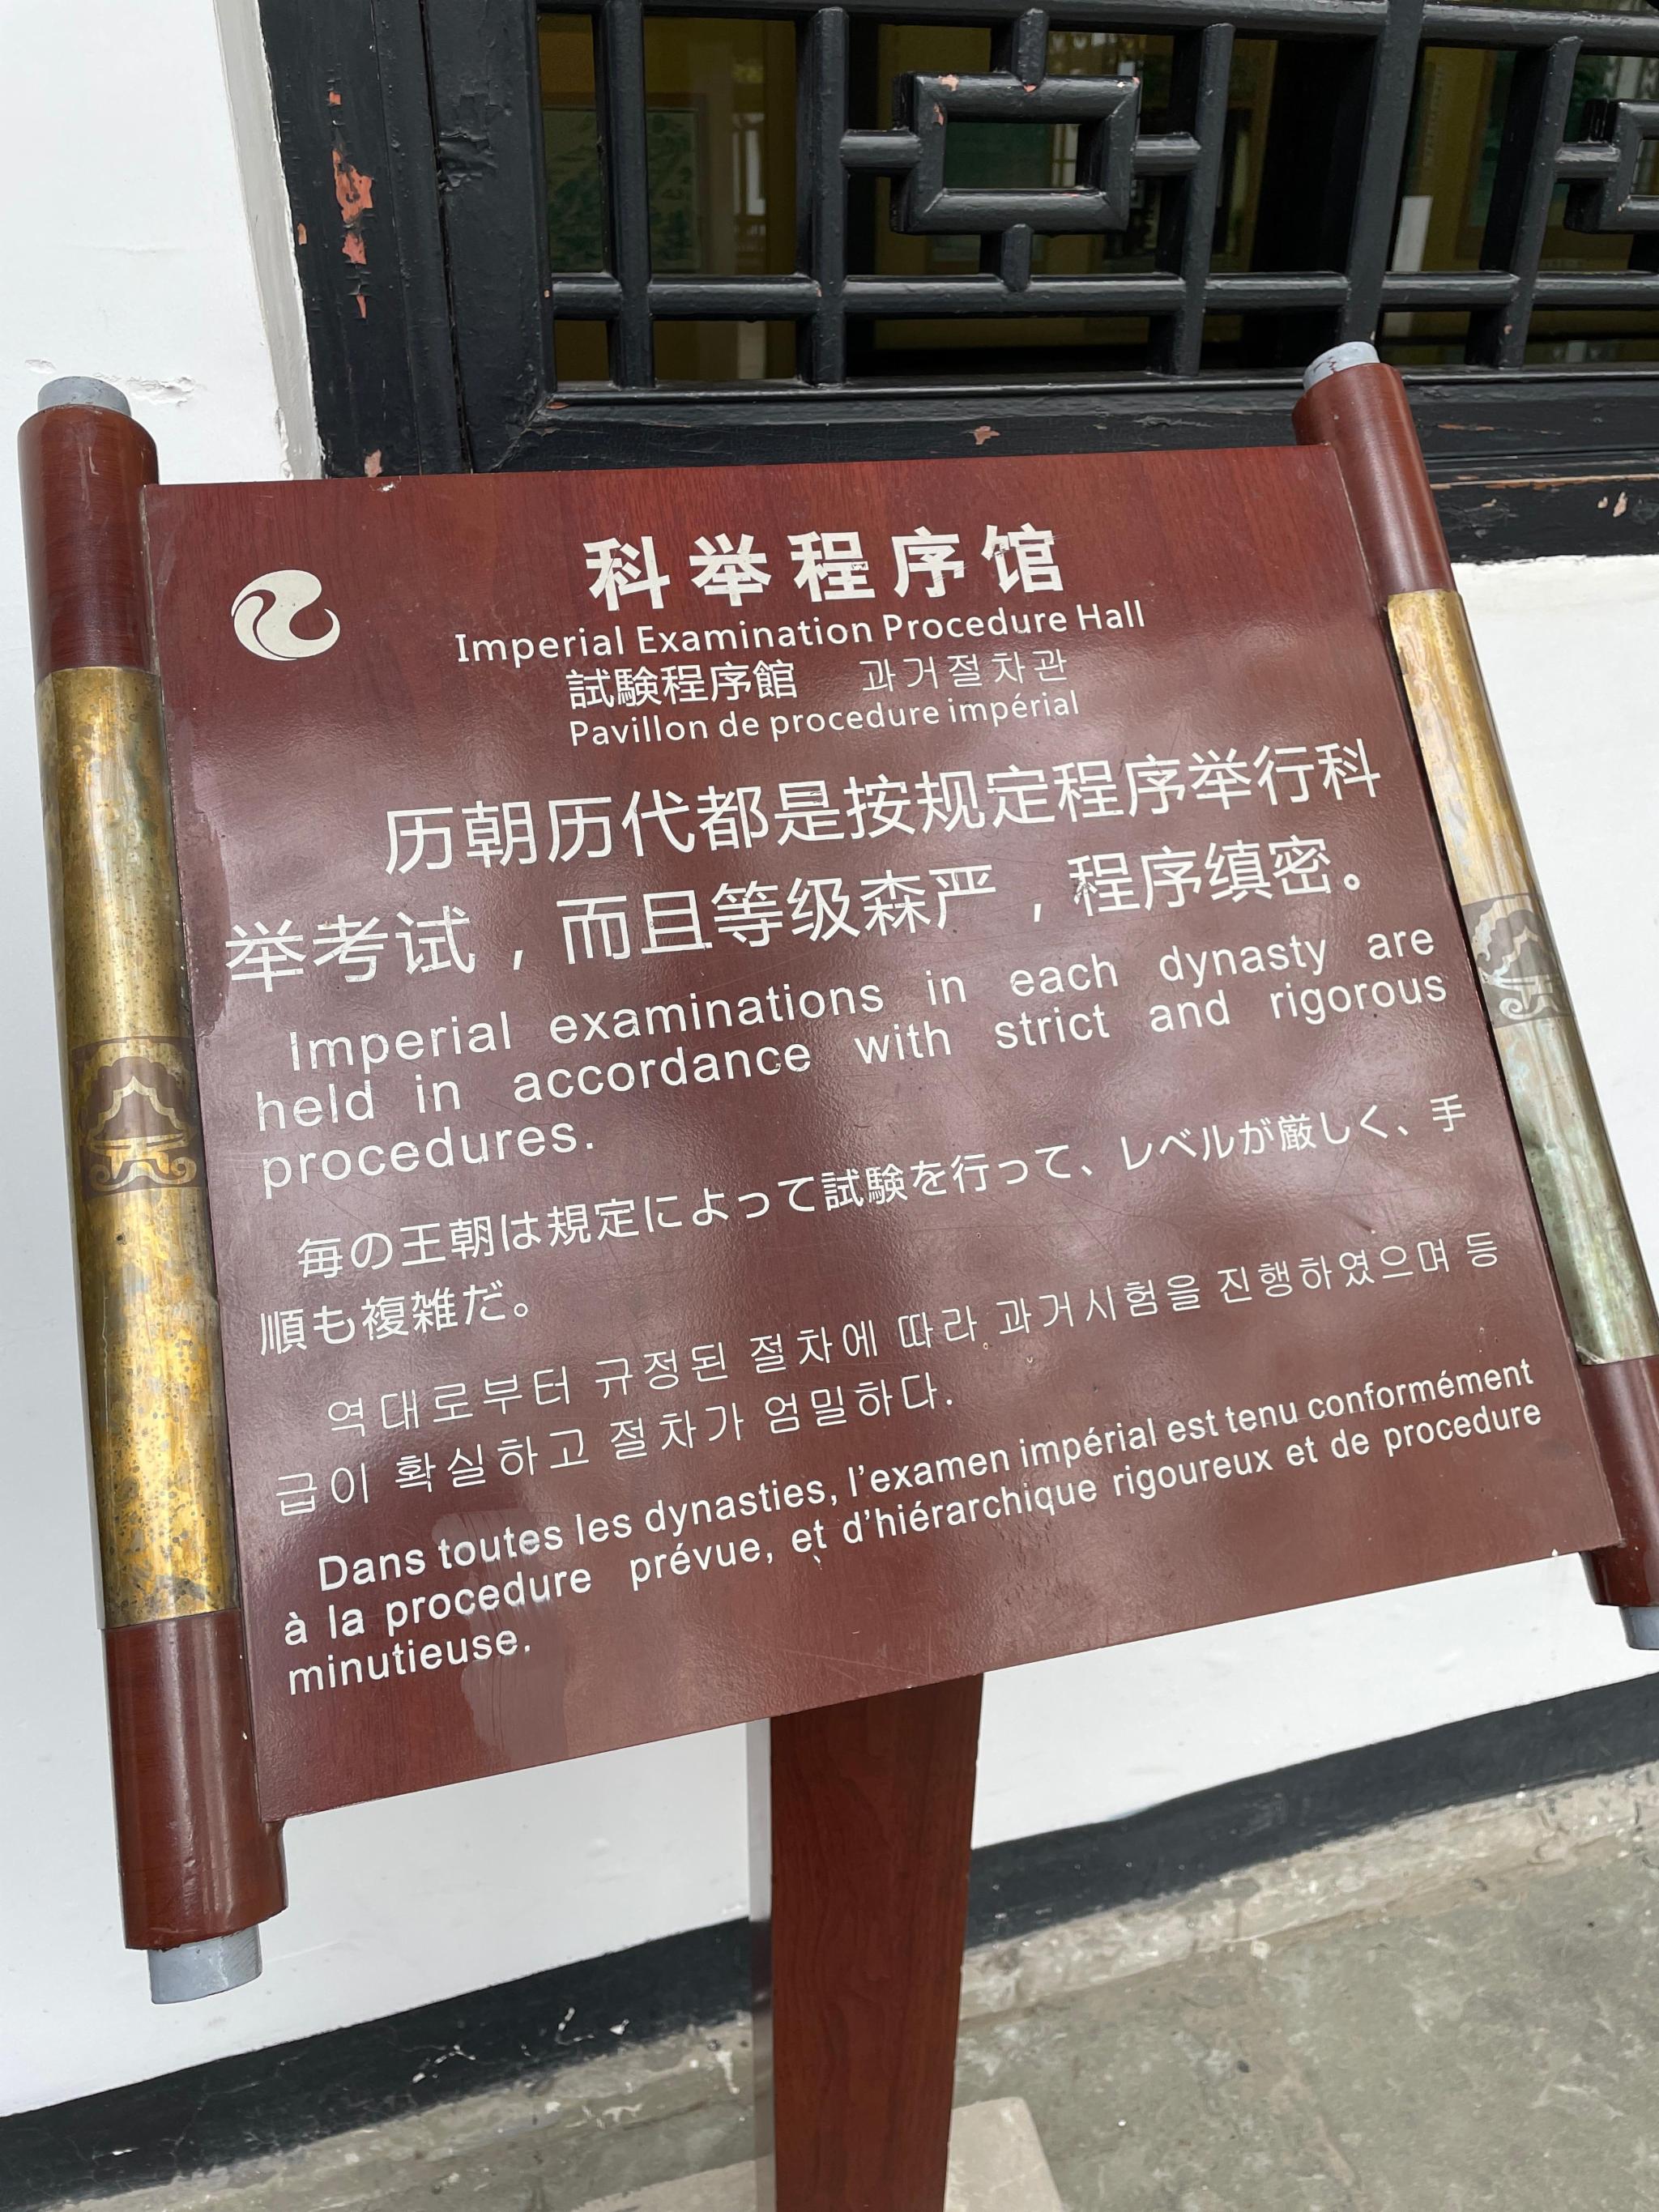 科举程序馆
Imperial Examination Procedure Hall
試験程序館 과거절차관
Pavillon de procedure impérial
历朝历代都是按规定程序举行科
举考试，而且等级森严，程序缜密。
Imperial examinations in each dynasty are
held in accordance with strict and rigorous
procedures.
毎の王朝は規定によって試験を行って、レベルが厳しく、手
順も複雑だ。
역대로부터 규정된 절차에 따라 과거시험을 진행하였으며 등
급이 확실하고 절차가 엄밀하다.
Dans toutes les dynasties, l'examen impérial est tenu conformément
à la procedure prévue, et d'hiérarchique rigoureux et de procedure
minutieuse.